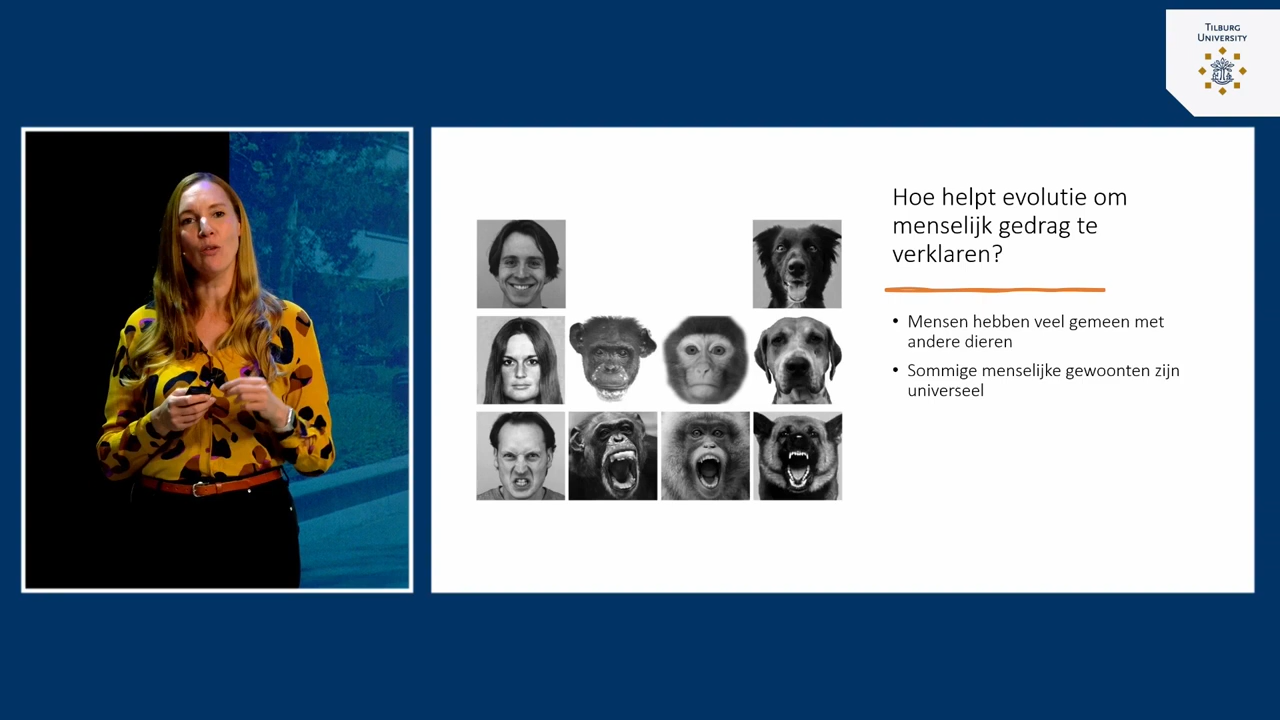 TILBURG
UNIVERSITY
Hoe helpt evolutie om
menselijk gedrag te
verklaren?
• Mensen hebben veel gemeen met
andere dieren
• Sommige menselijke gewoonten zijn
universeel